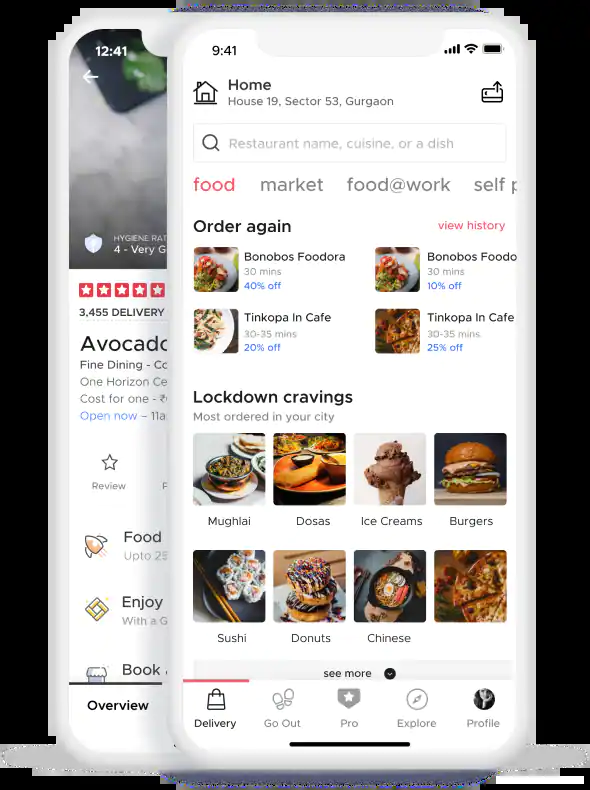 12:41
HYGIENE RAT
4 - Very G
3,455 DELIVERY
Avocado
Fine Dining - Co
One Horizon Ce
Cost for one - ₹
Open now – 11a
Review
Food
Upto 25
Enjoy
With a G
Book
Overview
9:41
Home
House 19, Sector 53, Gurgaon
Restaurant name, cuisine, or a dish
food market food@work self p
Order again view history
Bonobos Foodora Bonobos Foodo
30 mins 30 mins
40% off 10% off
Tinkopa In Cafe Tinkopa In Cafe
30-35 mins 30-35 mins
20% off 25% off
Lockdown cravings
Most ordered in your city
Mughlai Dosas Ice Creams Burgers
Sushi Donuts Chinese
see more
Delivery Go Out Pro Explore Profile